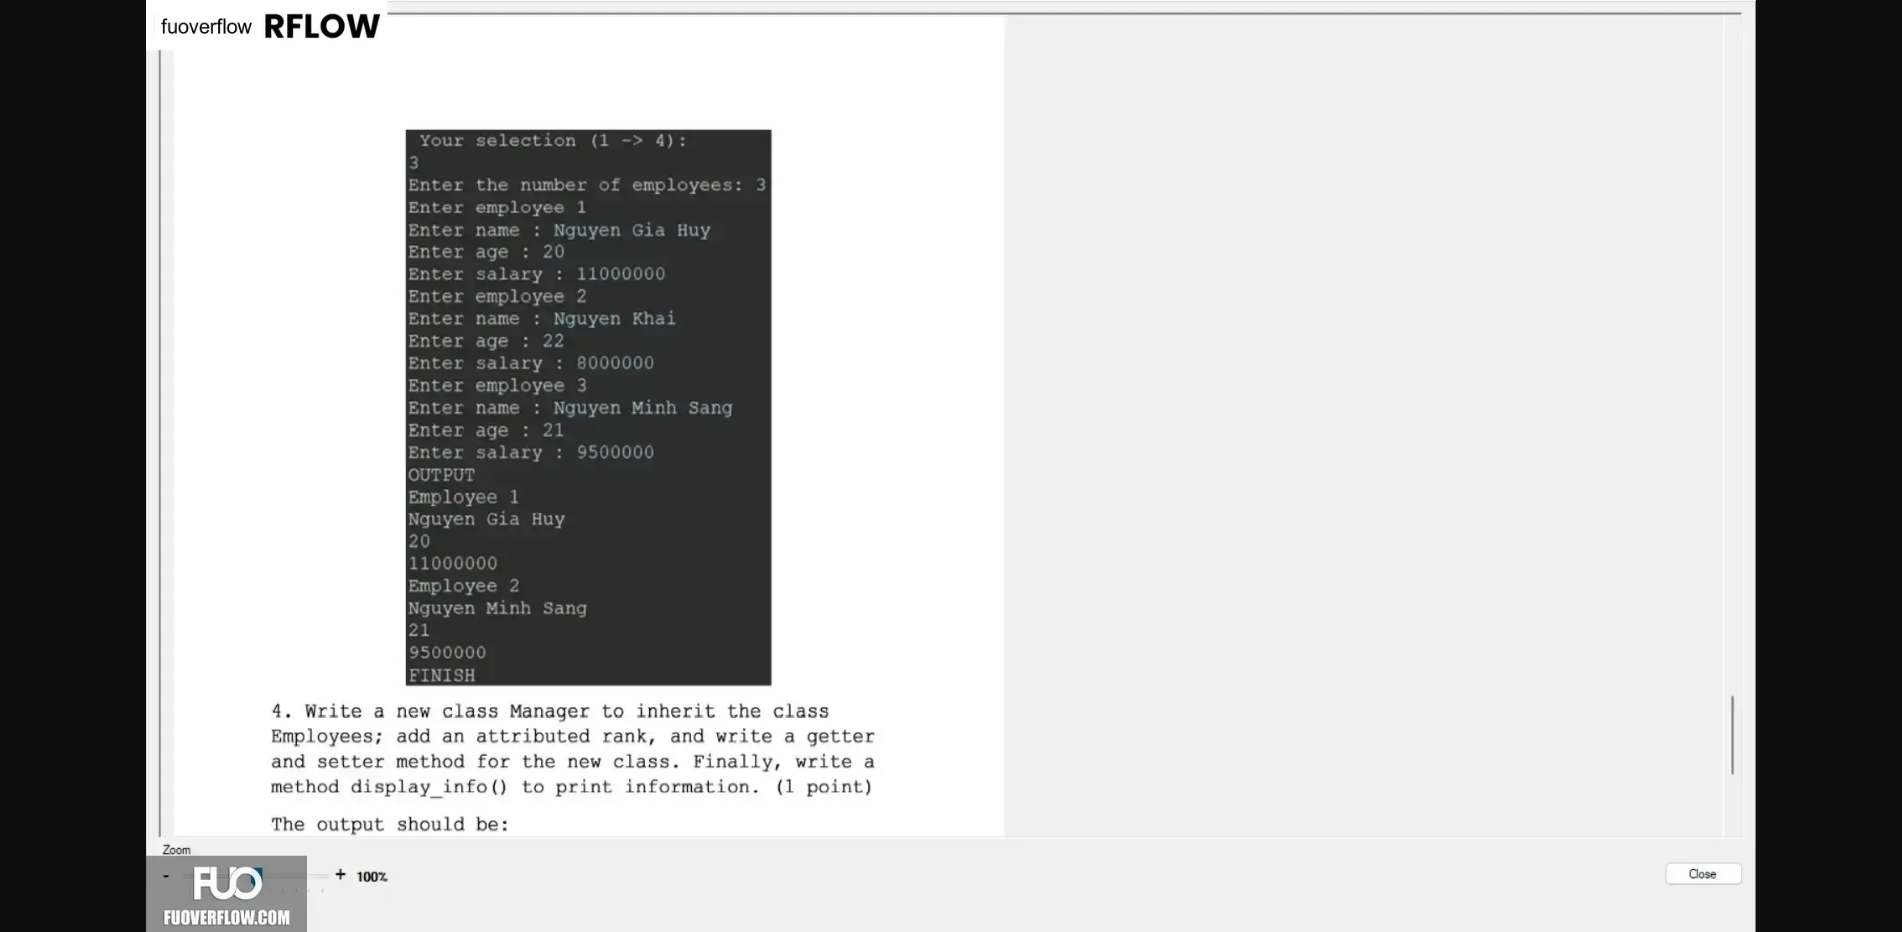 fuoverflow RFLOW
Your selection (1 -> 4):
3
Enter the number of employees: 3
Enter employee 1
Enter name : Nguyen Gia Huy
Enter age : 20
Enter salary : 11000000
Enter employee 2
Enter name : Nguyen Khai
Enter age : 22
Enter salary : 8000000
Enter employee 3
Enter name : Nguyen Minh Sang
Enter age : 21
Enter salary : 9500000
OUTPUT
Employee 1
Nguyen Gia Huy
20
11000000
Employee 2
Nguyen Minh Sang
21
9500000
FINISH
4. Write a new class Manager to inherit the class
Employees; add an attributed rank, and write a getter
and setter method for the new class. Finally, write a
method display_info() to print information. (1 point)
The output should be:
Zoom
- + 100%
Close
FUO
FUOVERFLOW.COM